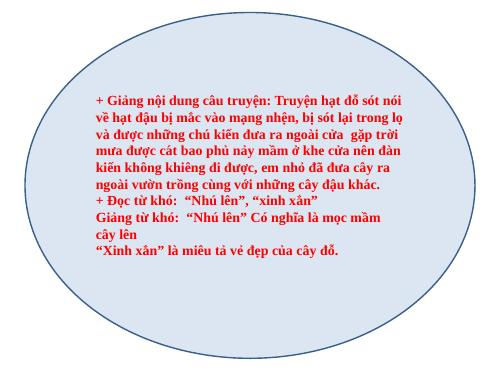 + Giảng nội dung câu truyện: Truyện hạt đỗ sót nói
về hạt đậu bị mắc vào mạng nhện, bị sót lại trong lọ
và được những chú kiến đưa ra ngoài cửa gặp trời
mưa được cát bao phủ nảy mầm ở khe cửa nên đàn
kiến không khiêng đi được, em nhỏ đã đưa cây ra
ngoài vườn trồng cùng với những cây đậu khác.
+ Đọc từ khó: “Nhú lên”, “xinh xắn”
Giảng từ khó: “Nhú lên” Có nghĩa là mọc mầm
cây lên
“Xinh xắn” là miêu tả vẻ đẹp của cây đỗ.